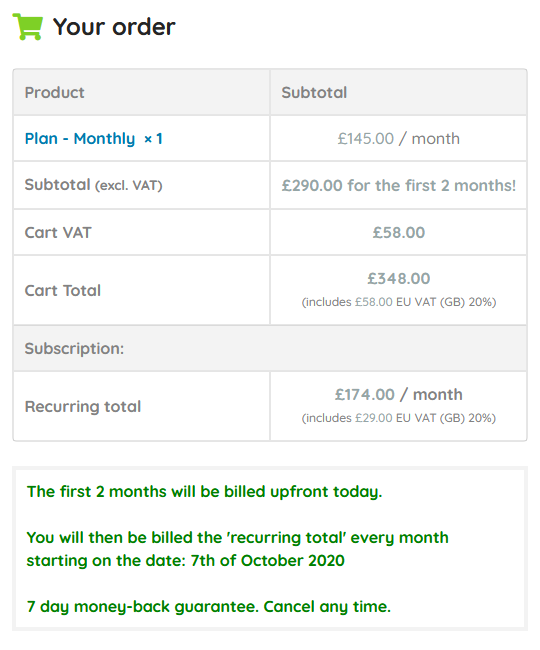 Your order
Product Subtotal
Plan - Monthly × 1 £145.00 / month
Subtotal (excl. VAT) £290.00 for the first 2 months!
Cart VAT £58.00
Cart Total £348.00
(includes £58.00 EU VAT (GB) 20%)
Subscription:
Recurring total £174.00 / month
(includes £29.00 EU VAT (GB) 20%)
The first 2 months will be billed upfront today.
You will then be billed the 'recurring total' every month
starting on the date: 7th of October 2020
7 day money-back guarantee. Cancel any time.